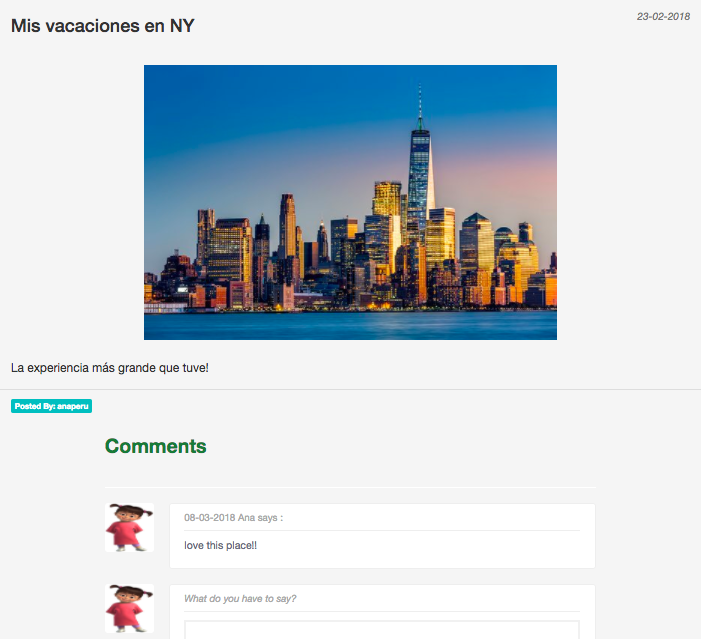 Mis vacaciones en NY
23-02-2018
La experiencia más grande que tuve!
Posted By: anaperu
Comments
08-03-2018 Ana says :
love this place!!
What do you have to say?